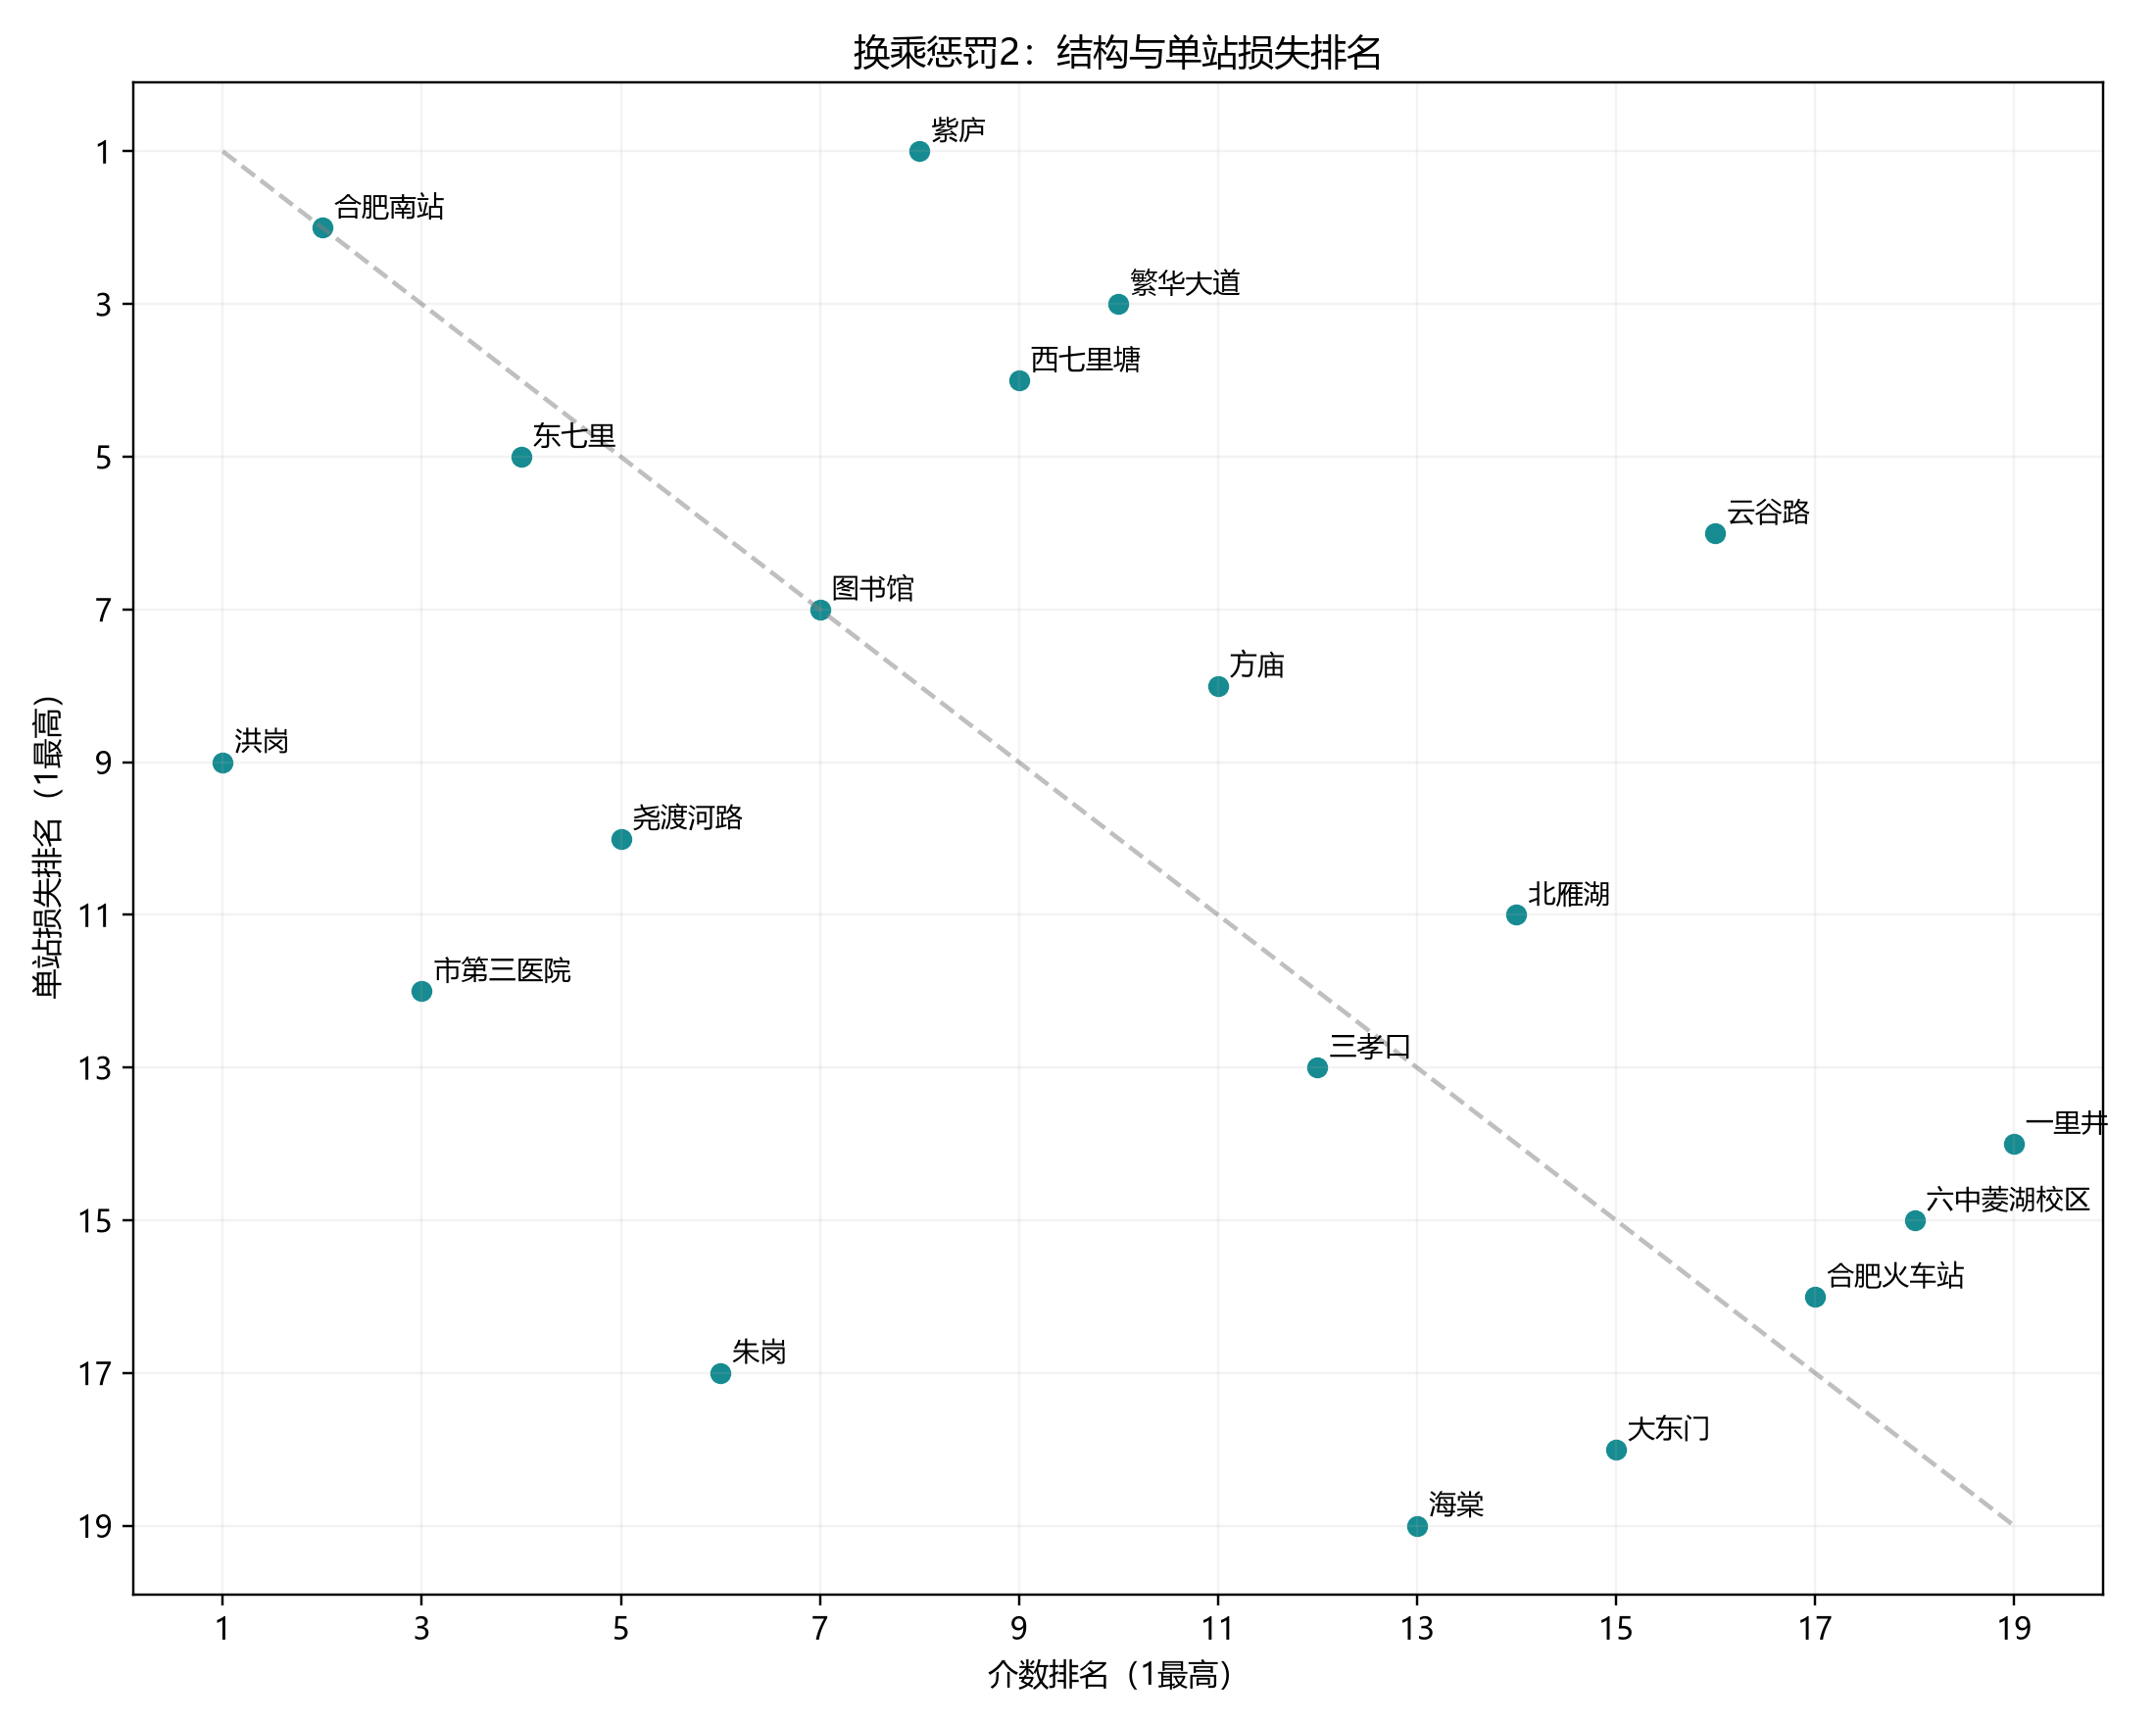 换乘惩罚2：结构与单站损失排名
紫庐
合肥南站
繁华大道
西七里塘
东七里
云谷路
图书馆
方庙
洪岗
尧渡河路
北雁湖
市第三医院
三孝口
一里井
六中菱湖校区
合肥火车站
朱岗
大东门
海棠
1
3
5
7
9
11
13
15
17
19
单站损失排名（1最高）
1 3 5 7 9 11 13 15 17 19
介数排名（1最高）